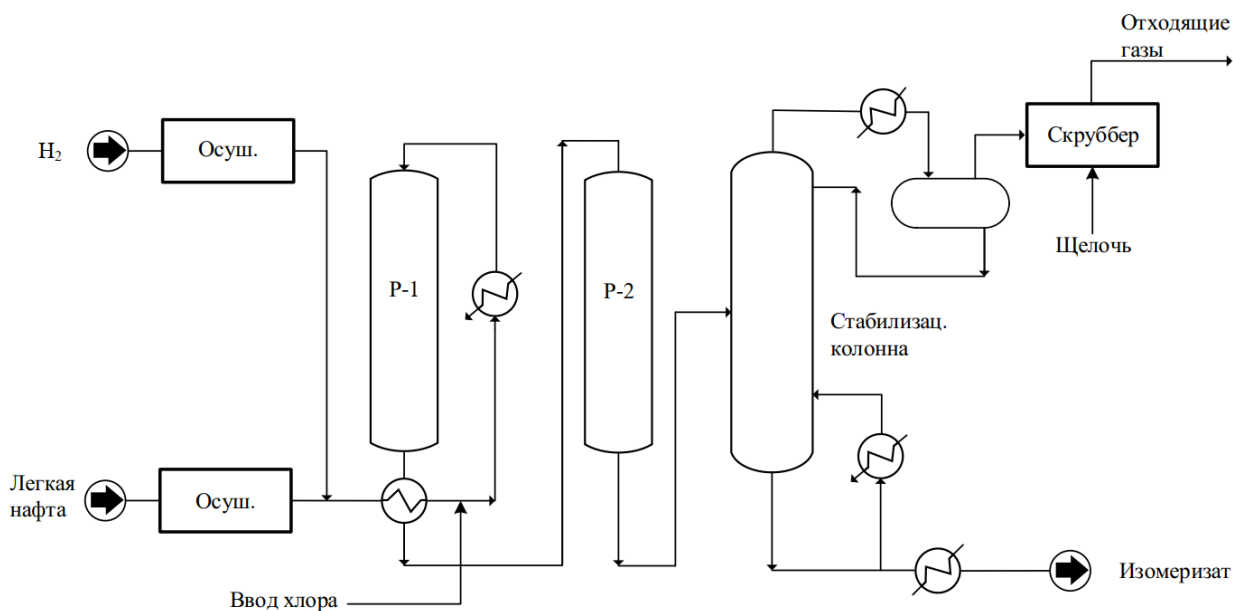 Отходящие
газы
H₂
Осуш.
Скруббер
Щелочь
Р-1
Р-2
Стабилизац.
колонна
Легкая
нафта
Осуш.
Изомеризат
Ввод хлора